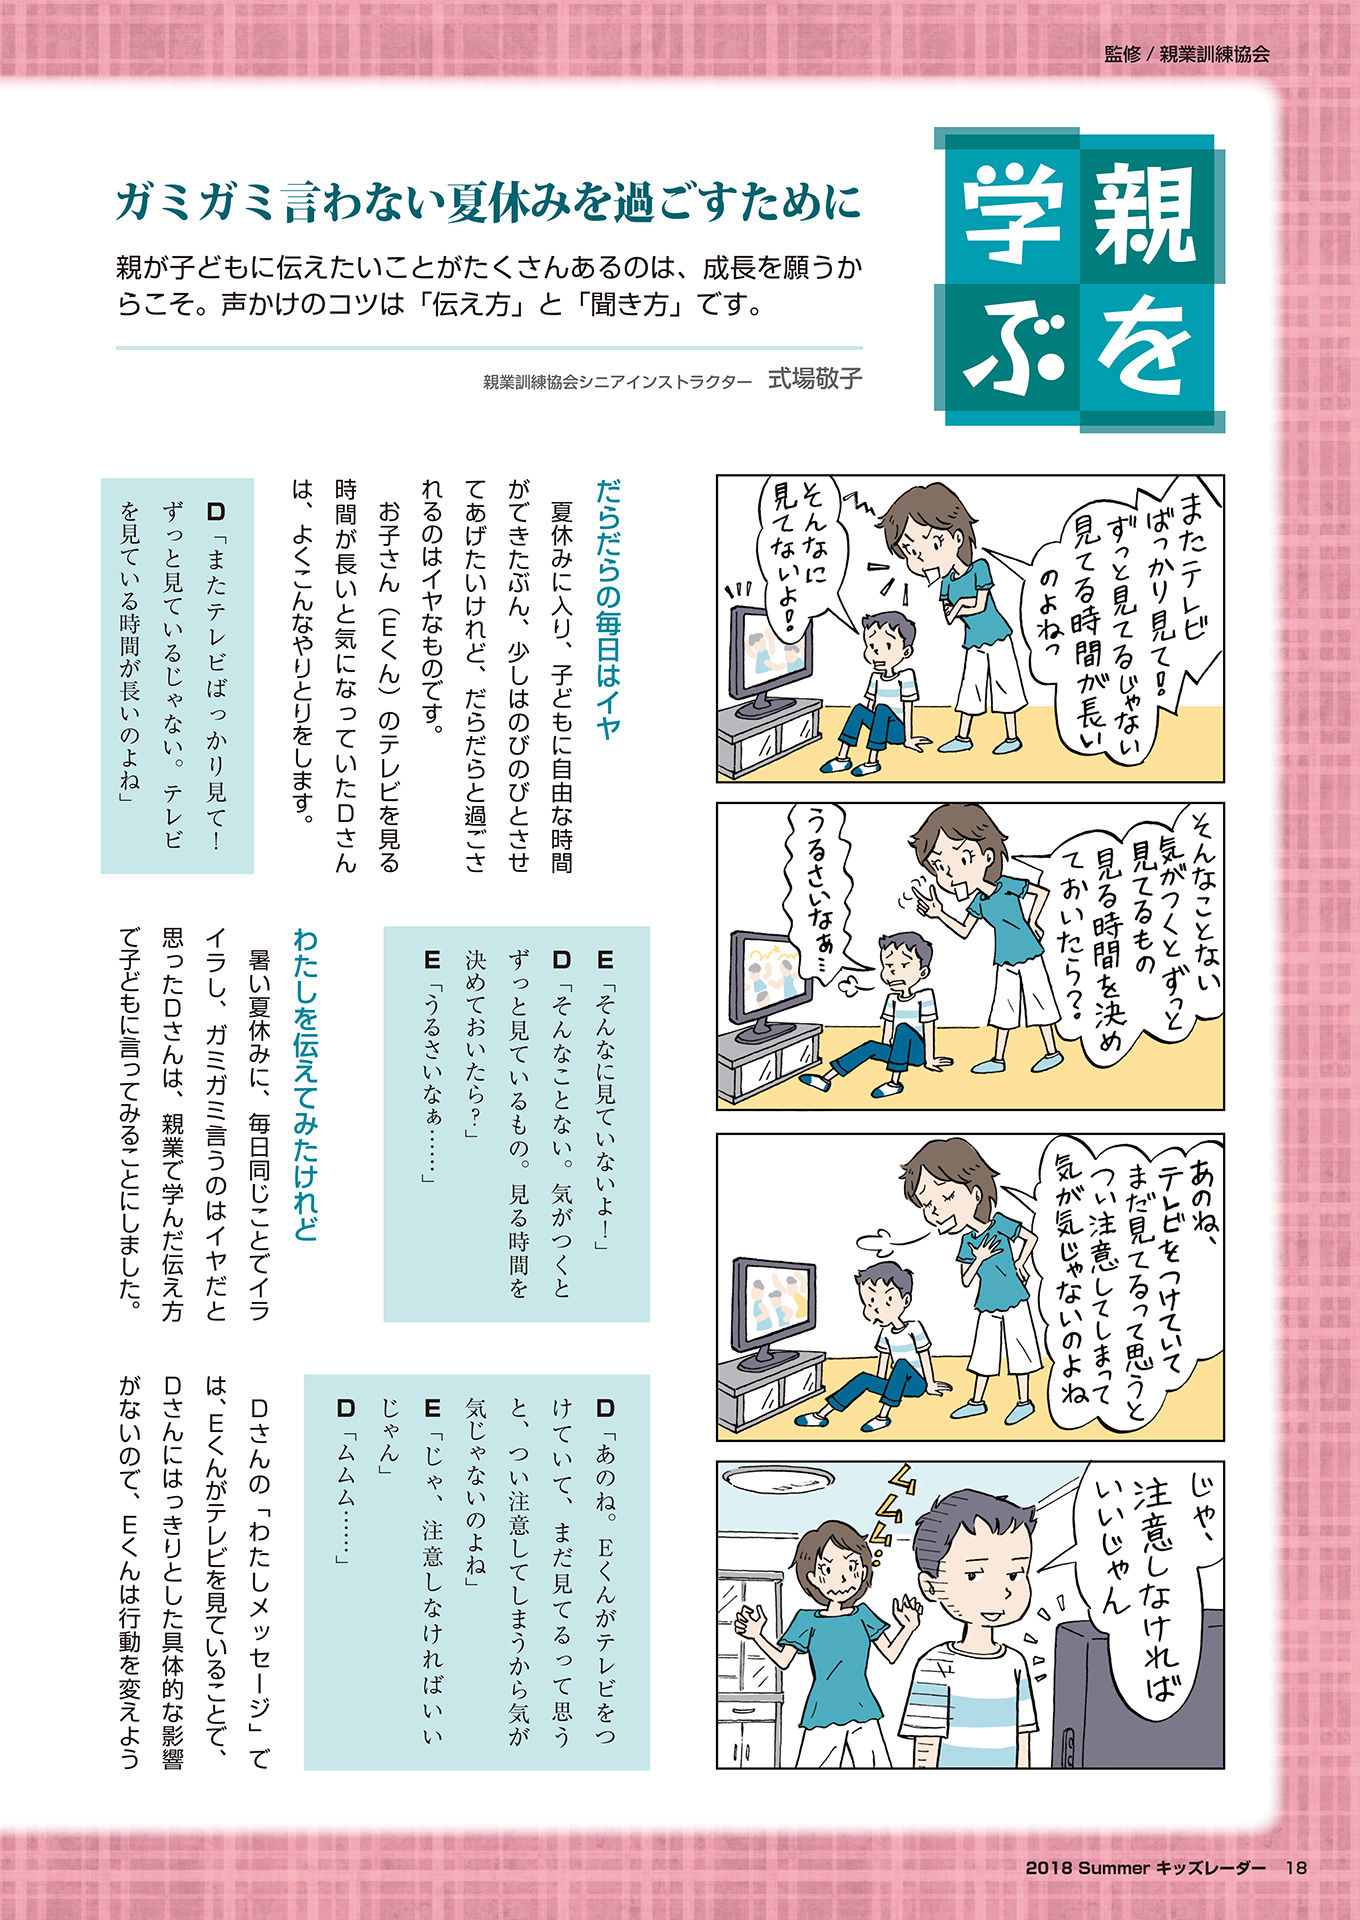 監修 / 親業訓練協会
親を
学ぶ
ガミガミ言わない夏休みを過ごすために
親が子どもに伝えたいことがたくさんあるのは、成長を願うか
らこそ。声かけのコツは「伝え方」と「聞き方」です。
親業訓練協会シニアインストラクター 式場敬子
またテレビ
ばっかり見て!
ずっと見てるじゃない
見てる時間が長い
のよねっ
そんなに
見てないよ!
そんなことない
気がつくとずっと
見てるもの
見る時間を決め
ておいたら?
うるさいなぁ…
あのね、
テレビをつけていて
まだ見てるって思うと
つい注意してしまって
気が気じゃないのよね
じゃ、
注意しなければ
いいじゃん
ムムム…
だらだらの毎日はイヤ
夏休みに入り、子どもに自由な時間
ができたぶん、少しはのびのびとさせ
てあげたいけれど、だらだらと過ごさ
れるのはイヤなものです。
お子さん(Eくん)のテレビを見る
時間が長いと気になっていたDさん
は、よくこんなやりとりをします。
D「またテレビばっかり見て!
ずっと見ているじゃない。テレビ
を見ている時間が長いのよね」
E「そんなに見ていないよ!」
D「そんなことない。気がつくと
ずっと見ているもの。見る時間を
決めておいたら?」
E「うるさいなぁ……」
わたしを伝えてみたけれど
暑い夏休みに、毎日同じことでイラ
イラし、ガミガミ言うのはイヤだと
思ったDさんは、親業で学んだ伝え方
で子どもに言ってみることにしました。
D「あのね。Eくんがテレビをつ
けていて、まだ見てるって思う
と、つい注意してしまうから気が
気じゃないのよね」
E「じゃ、注意しなければいい
じゃん」
D「ムムム……」
Dさんの「わたしメッセージ」で
は、Eくんがテレビを見ていることで、
Dさんにはっきりとした具体的な影響
がないので、Eくんは行動を変えよう
2018 Summer キッズレーダー 18